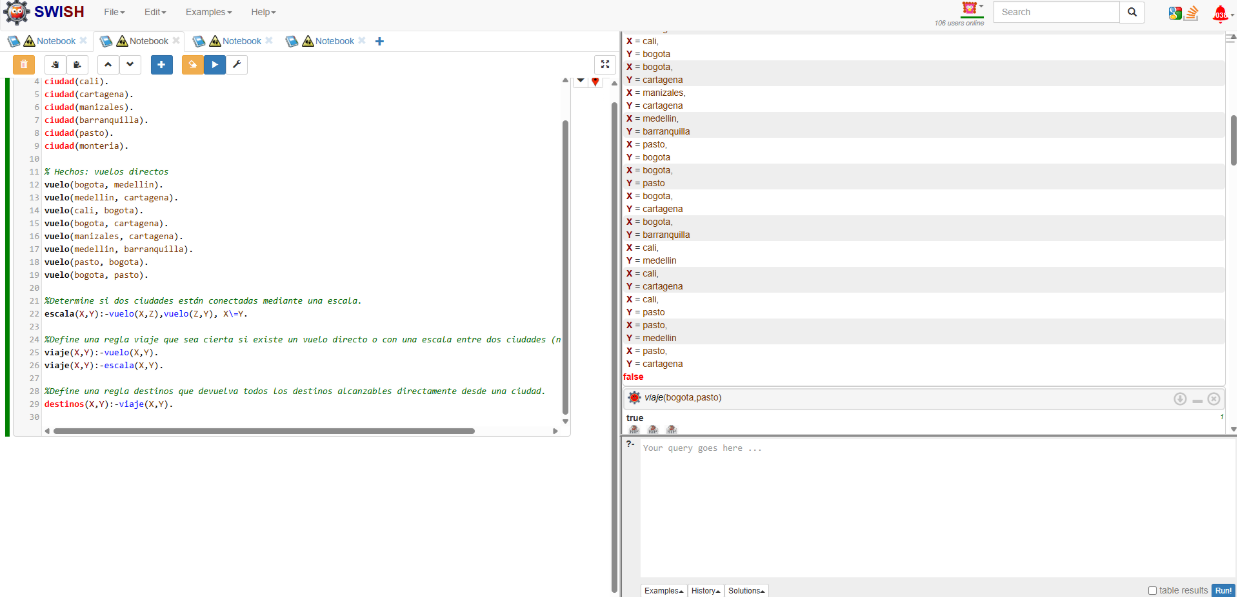 SWISH File Edit Examples Help 106 users online Search
Notebook Notebook Notebook Notebook
4 ciudad(cali).
5 ciudad(cartagena).
6 ciudad(manizales).
7 ciudad(barranquilla).
8 ciudad(pasto).
9 ciudad(monteria).
10
11 % Hechos: vuelos directos
12 vuelo(bogota, medellin).
13 vuelo(medellin, cartagena).
14 vuelo(cali, bogota).
15 vuelo(bogota, cartagena).
16 vuelo(manizales, cartagena).
17 vuelo(medellin, barranquilla).
18 vuelo(pasto, bogota).
19 vuelo(bogota, pasto).
20
21 %Determine si dos ciudades están conectadas mediante una escala.
22 escala(X,Y):-vuelo(X,Z),vuelo(Z,Y), X\=Y.
23
24 %Define una regla viaje que sea cierta si existe un vuelo directo o con una escala entre dos ciudades (n
25 viaje(X,Y):-vuelo(X,Y).
26 viaje(X,Y):-escala(X,Y).
27
28 %Define una regla destinos que devuelva todos los destinos alcanzables directamente desde una ciudad.
29 destinos(X,Y):-viaje(X,Y).
30
X = cali,
Y = bogota
X = bogota,
Y = cartagena
X = manizales,
Y = cartagena
X = medellin,
Y = barranquilla
X = pasto,
Y = bogota
X = bogota,
Y = pasto
X = bogota,
Y = cartagena
X = bogota,
Y = barranquilla
X = cali,
Y = medellin
X = cali,
Y = cartagena
X = cali,
Y = pasto
X = pasto,
Y = medellin
X = pasto,
Y = cartagena
false
viaje(bogota,pasto)
true 1
?- Your query goes here ...
Examples History Solutions table results Run!